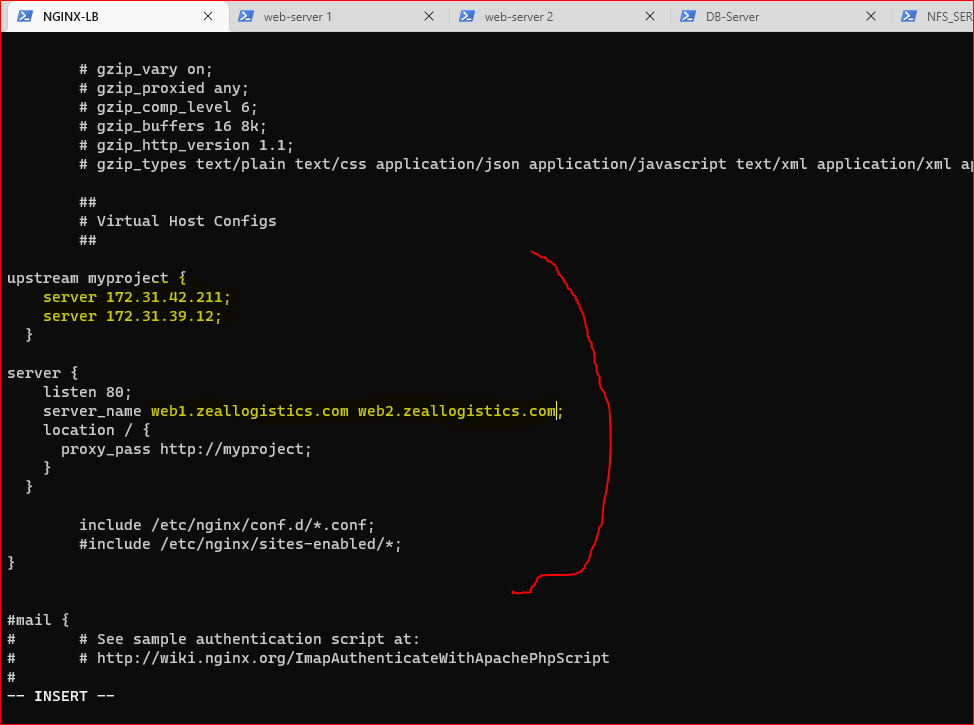 NGINX-LB web-server 1 web-server 2 DB-Server NFS_SER
# gzip_vary on;
# gzip_proxied any;
# gzip_comp_level 6;
# gzip_buffers 16 8k;
# gzip_http_version 1.1;
# gzip_types text/plain text/css application/json application/javascript text/xml application/xml ap
##
# Virtual Host Configs
##
upstream myproject {
server 172.31.42.211;
server 172.31.39.12;
}
server {
listen 80;
server_name web1.zeallogistics.com web2.zeallogistics.com;
location / {
proxy_pass http://myproject;
}
}
include /etc/nginx/conf.d/*.conf;
#include /etc/nginx/sites-enabled/*;
}
#mail {
# # See sample authentication script at:
# # http://wiki.nginx.org/ImapAuthenticateWithApachePhpScript
#
-- INSERT --